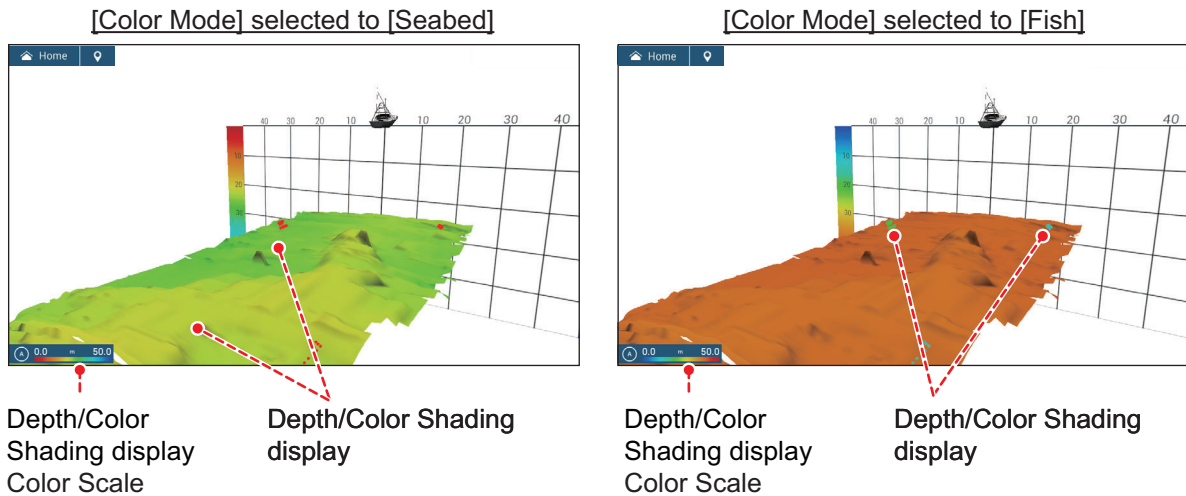 [Color Mode] selected to [Seabed]
Home
40 30 20 10 10 20 30 40
10
20
30
A 0.0 m 50.0
Depth/Color
Shading display
Color Scale
Depth/Color Shading
display
[Color Mode] selected to [Fish]
Home
40 30 20 10 10 20 30 40
10
20
30
A 0.0 m 50.0
Depth/Color
Shading display
Color Scale
Depth/Color Shading
display